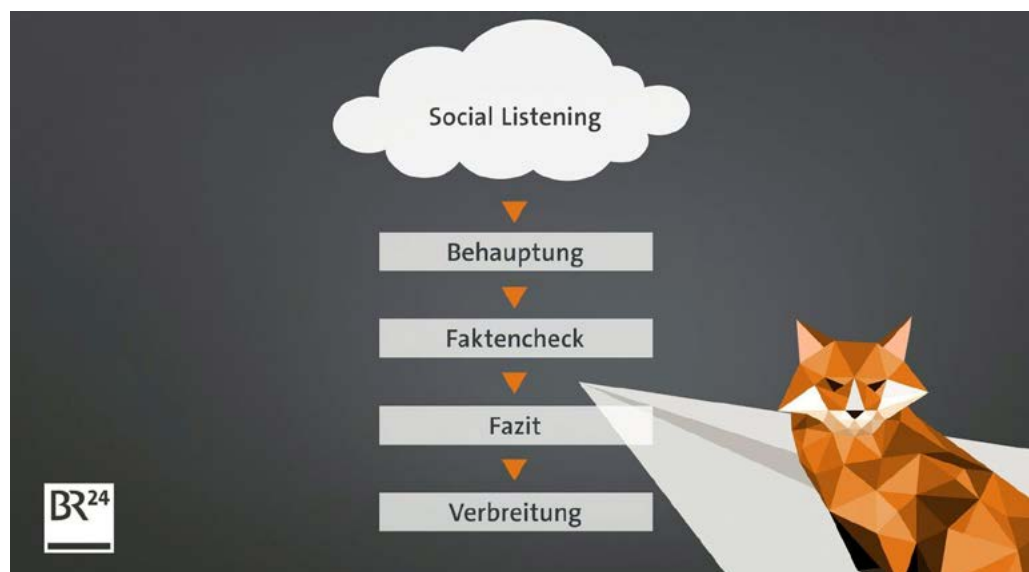 Social Listening
Behauptung
Faktencheck
Fazit
Verbreitung
BR24